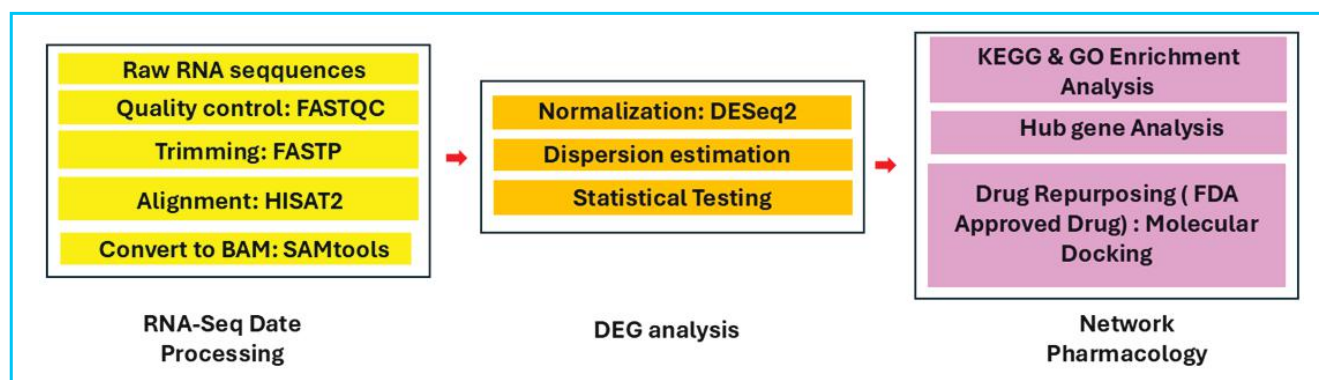 Raw RNA seqquences
Quality control: FASTQC
Trimming: FASTP
Alignment: HISAT2
Convert to BAM: SAMtools
RNA-Seq Date
Processing
Normalization: DESeq2
Dispersion estimation
Statistical Testing
DEG analysis
KEGG & GO Enrichment
Analysis
Hub gene Analysis
Drug Repurposing ( FDA
Approved Drug) : Molecular
Docking
Network
Pharmacology